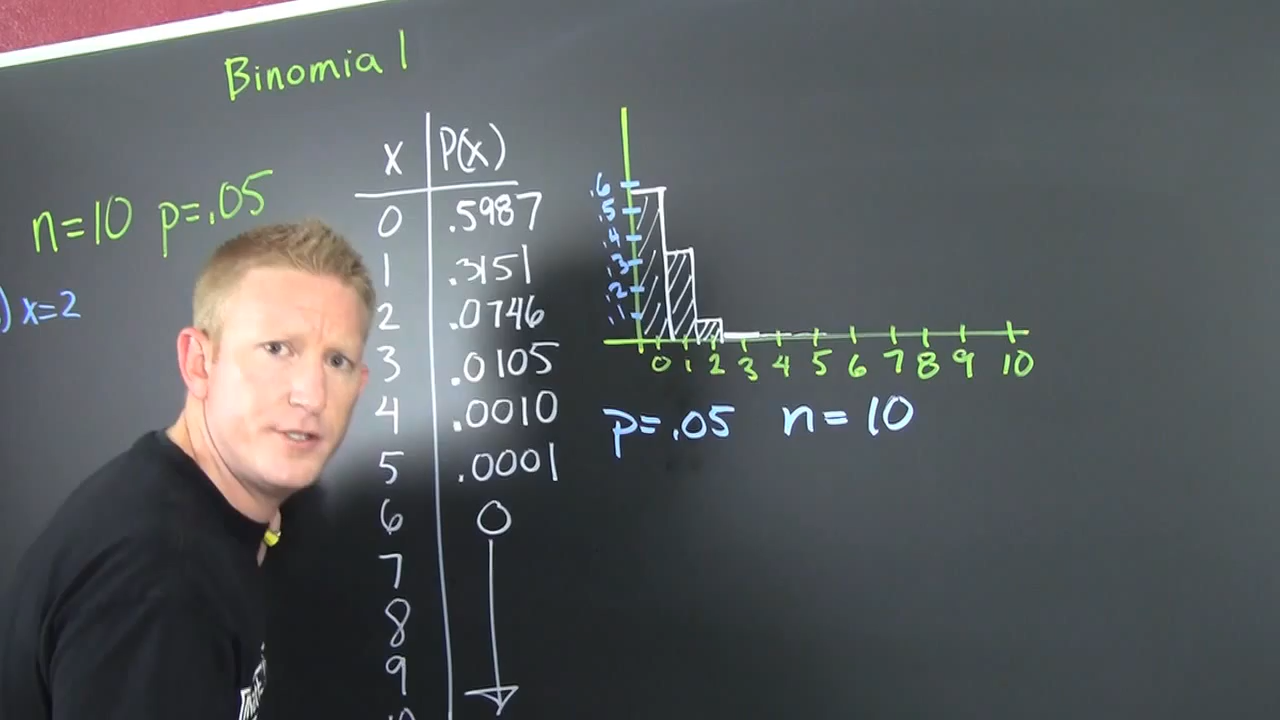 Binomial
n=10 p=.05
) x=2
x P(x)
0 .5987
1 .3151
2 .0746
3 .0105
4 .0010
5 .0001
6 0
7
8
9
10
.6
.5
.4
.3
.2
.1
0 1 2 3 4 5 6 7 8 9 10
p=.05 n=10